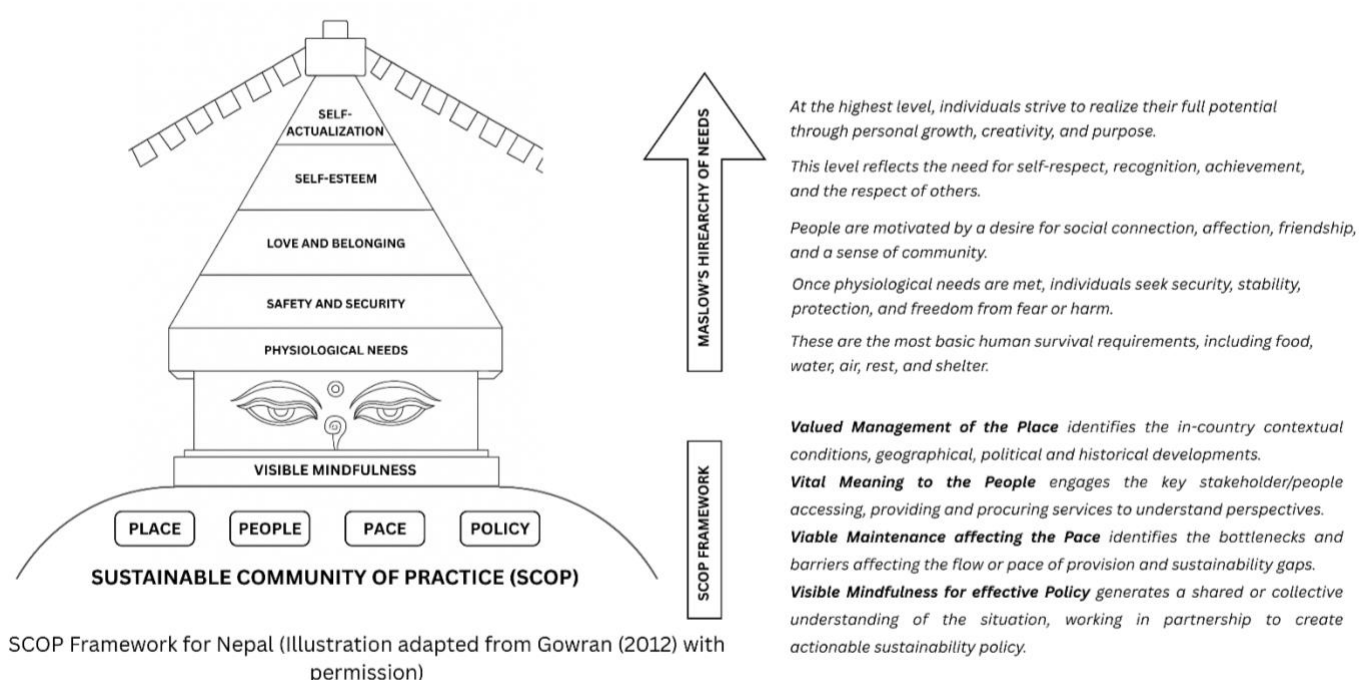 SELF-
ACTUALIZATION
SELF-ESTEEM
LOVE AND BELONGING
SAFETY AND SECURITY
PHYSIOLOGICAL NEEDS
VISIBLE MINDFULNESS
PLACE
PEOPLE
PACE
POLICY
SUSTAINABLE COMMUNITY OF PRACTICE (SCOP)
SCOP Framework for Nepal (Illustration adapted from Gowran (2012) with
permission)
MASLOW'S HIREARCHY OF NEEDS
SCOP FRAMEWORK
At the highest level, individuals strive to realize their full potential
through personal growth, creativity, and purpose.
This level reflects the need for self-respect, recognition, achievement,
and the respect of others.
People are motivated by a desire for social connection, affection, friendship,
and a sense of community.
Once physiological needs are met, individuals seek security, stability,
protection, and freedom from fear or harm.
These are the most basic human survival requirements, including food,
water, air, rest, and shelter.
Valued Management of the Place identifies the in-country contextual
conditions, geographical, political and historical developments.
Vital Meaning to the People engages the key stakeholder/people
accessing, providing and procuring services to understand perspectives.
Viable Maintenance affecting the Pace identifies the bottlenecks and
barriers affecting the flow or pace of provision and sustainability gaps.
Visible Mindfulness for effective Policy generates a shared or collective
understanding of the situation, working in partnership to create
actionable sustainability policy.